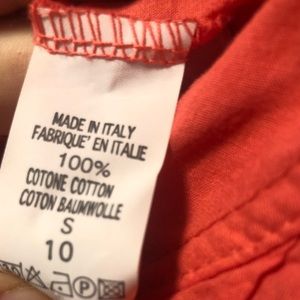 MADE IN ITALY
FABRIQUE' EN ITALIE
100%
COTONE COTTON
COTON BAUMWOLLE
S
10
P